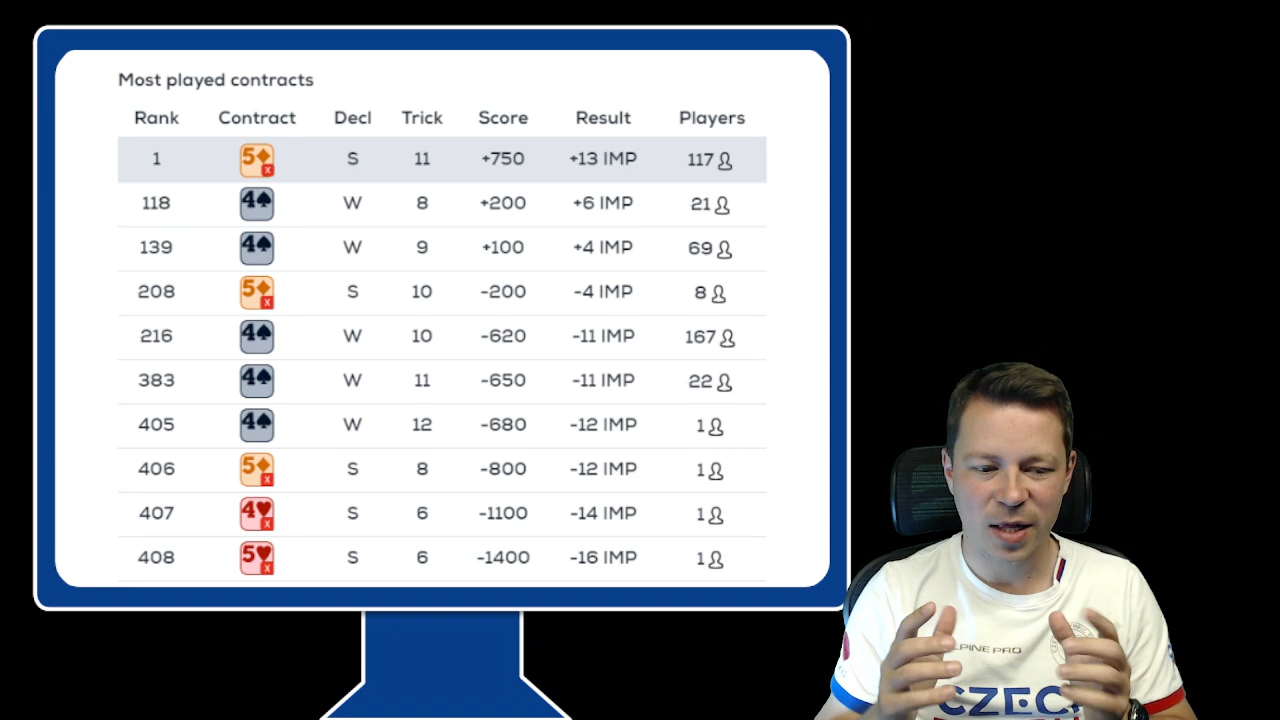 Most played contracts
Rank Contract Decl Trick Score Result Players
1 5♦ x S 11 +750 +13 IMP 117
118 4♠ W 8 +200 +6 IMP 21
139 4♠ W 9 +100 +4 IMP 69
208 5♦ x S 10 -200 -4 IMP 8
216 4♠ W 10 -620 -11 IMP 167
383 4♠ W 11 -650 -11 IMP 22
405 4♠ W 12 -680 -12 IMP 1
406 5♦ x S 8 -800 -12 IMP 1
407 4♥ x S 6 -1100 -14 IMP 1
408 5♥ x S 6 -1400 -16 IMP 1
LPINE PRO
CZEC